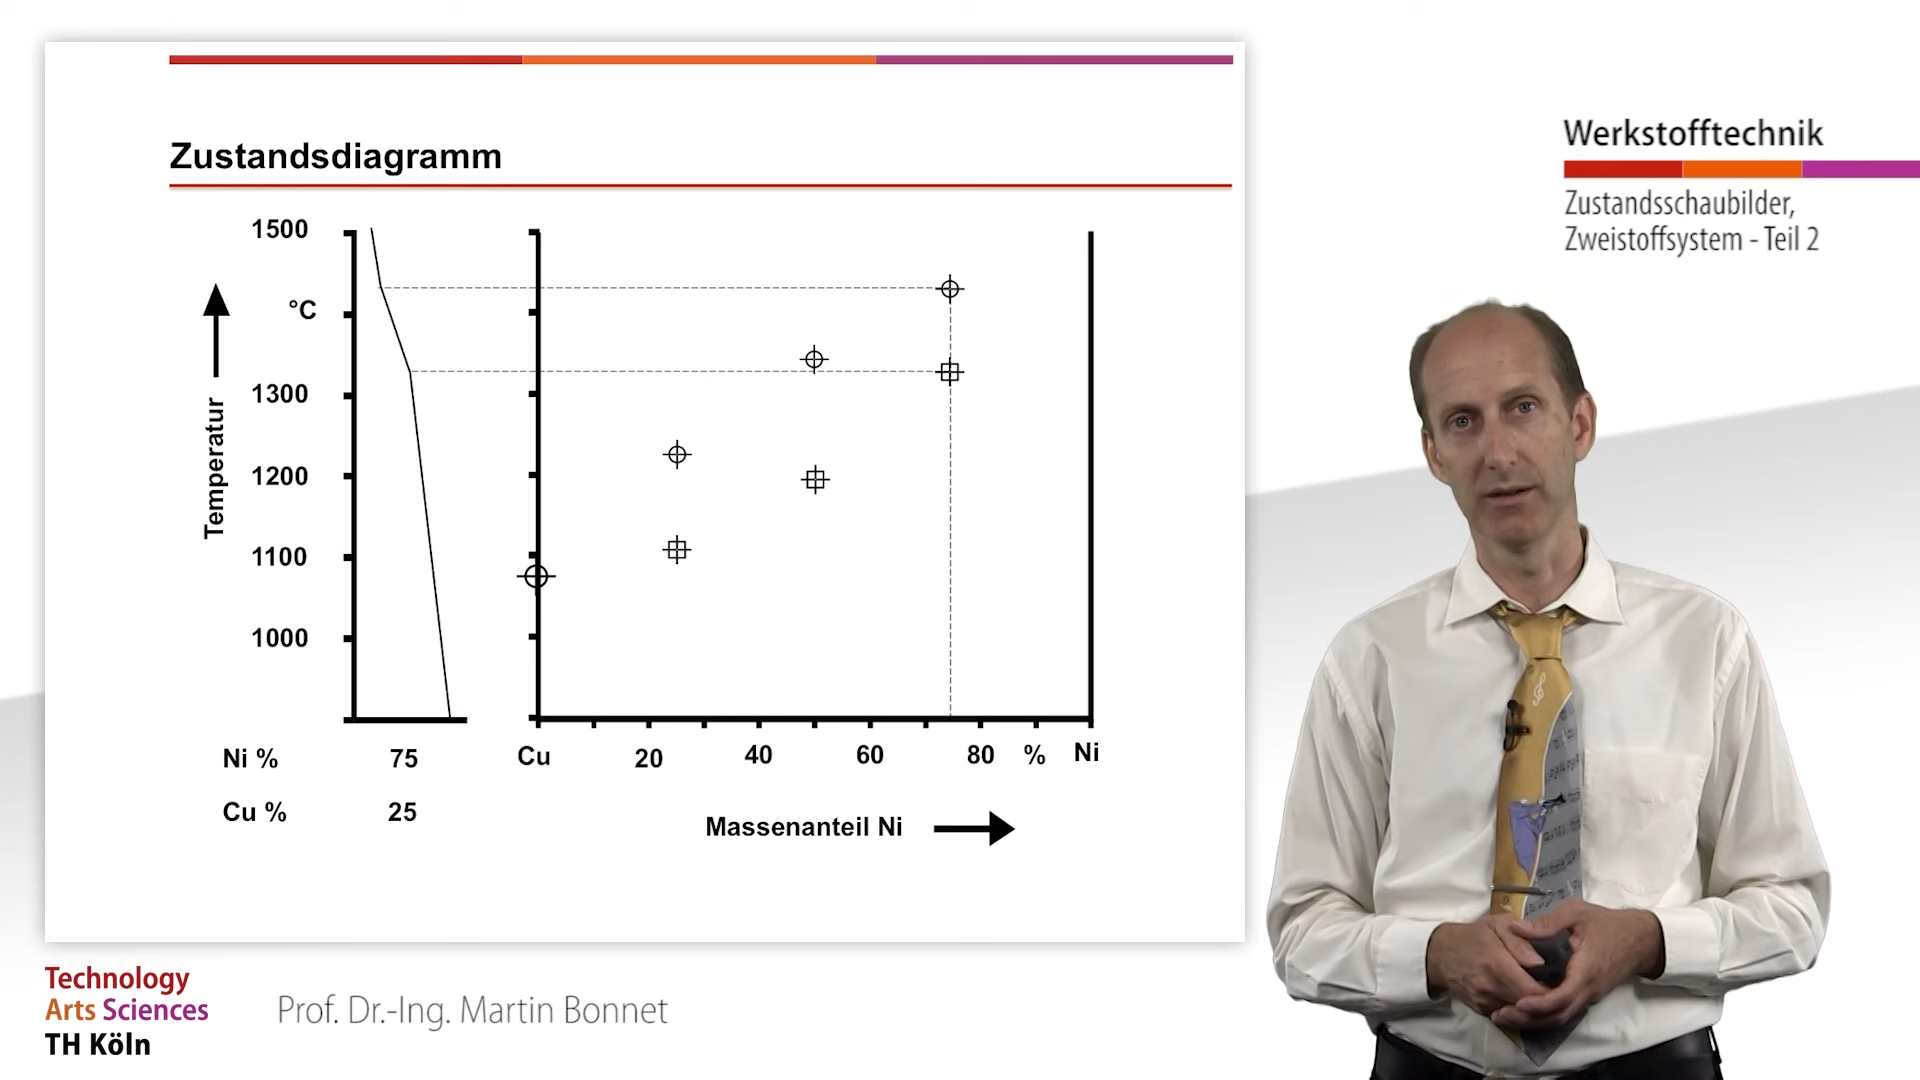 Zustandsdiagramm
1500
°C
1300
1200
1100
1000
Temperatur
Ni % 75
Cu % 25
Cu 20 40 60 80 % Ni
Massenanteil Ni
Werkstofftechnik
Zustandsschaubilder,
Zweistoffsystem - Teil 2
Technology
Arts Sciences
TH Köln
Prof. Dr.-Ing. Martin Bonnet